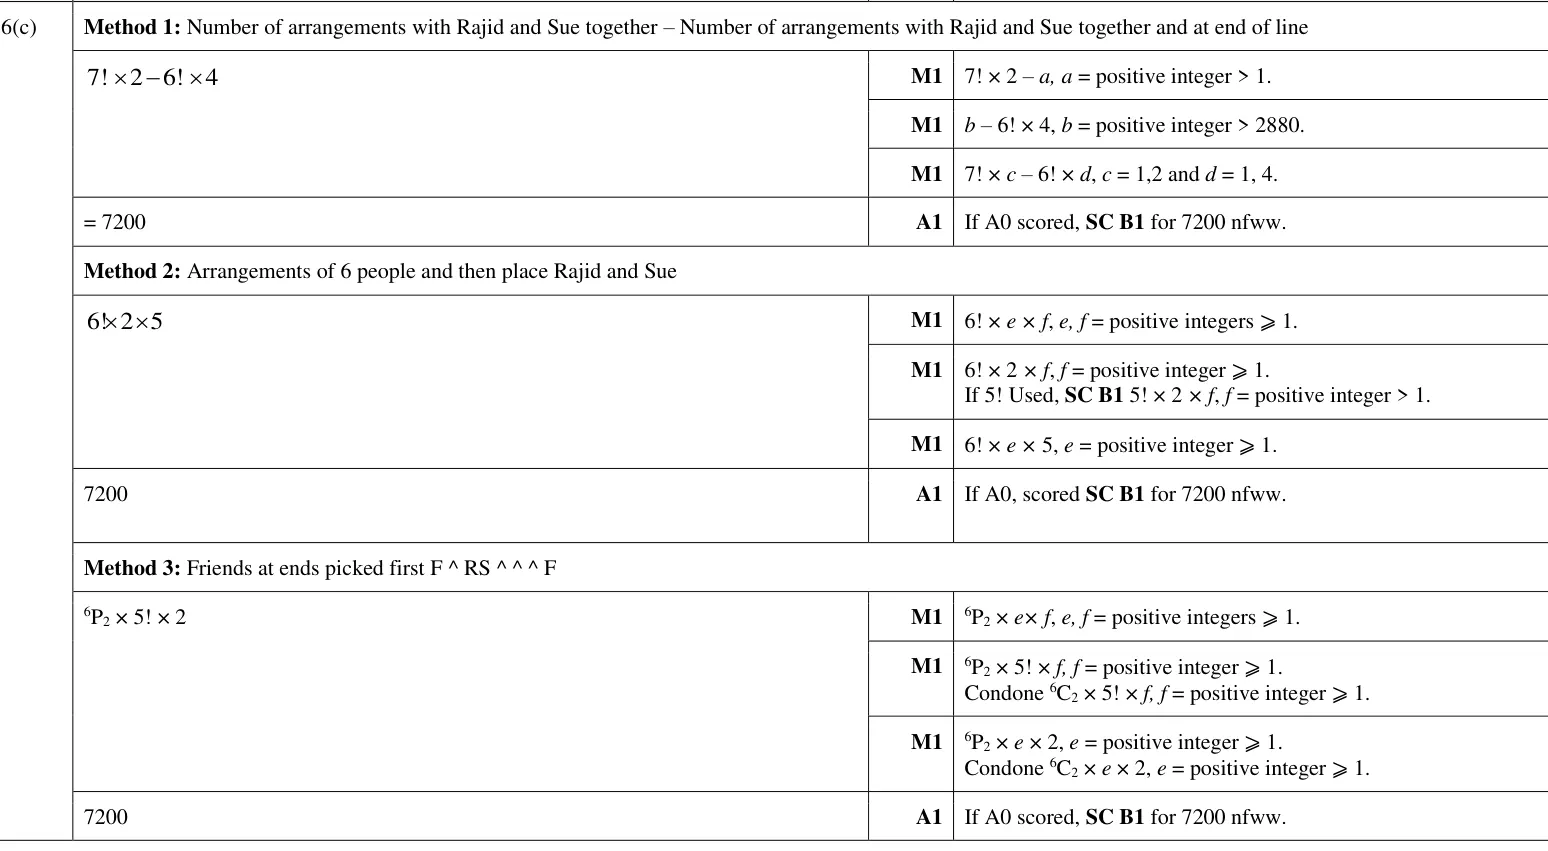 6(c) Method 1: Number of arrangements with Rajid and Sue together – Number of arrangements with Rajid and Sue together and at end of line
7! × 2 – 6! × 4 M1 7! × 2 – a, a = positive integer > 1.
M1 b – 6! × 4, b = positive integer > 2880.
M1 7! × c – 6! × d, c = 1,2 and d = 1, 4.
= 7200 A1 If A0 scored, SC B1 for 7200 nfww.
Method 2: Arrangements of 6 people and then place Rajid and Sue
6!× 2 × 5 M1 6! × e × f, e, f = positive integers ⩾ 1.
M1 6! × 2 × f, f = positive integer ⩾ 1.
If 5! Used, SC B1 5! × 2 × f, f = positive integer > 1.
M1 6! × e × 5, e = positive integer ⩾ 1.
7200 A1 If A0, scored SC B1 for 7200 nfww.
Method 3: Friends at ends picked first F ^ RS ^ ^ ^ F
⁶P₂ × 5! × 2 M1 ⁶P₂ × e× f, e, f = positive integers ⩾ 1.
M1 ⁶P₂ × 5! × f, f = positive integer ⩾ 1.
Condone ⁶C₂ × 5! × f, f = positive integer ⩾ 1.
M1 ⁶P₂ × e × 2, e = positive integer ⩾ 1.
Condone ⁶C₂ × e × 2, e = positive integer ⩾ 1.
7200 A1 If A0 scored, SC B1 for 7200 nfww.